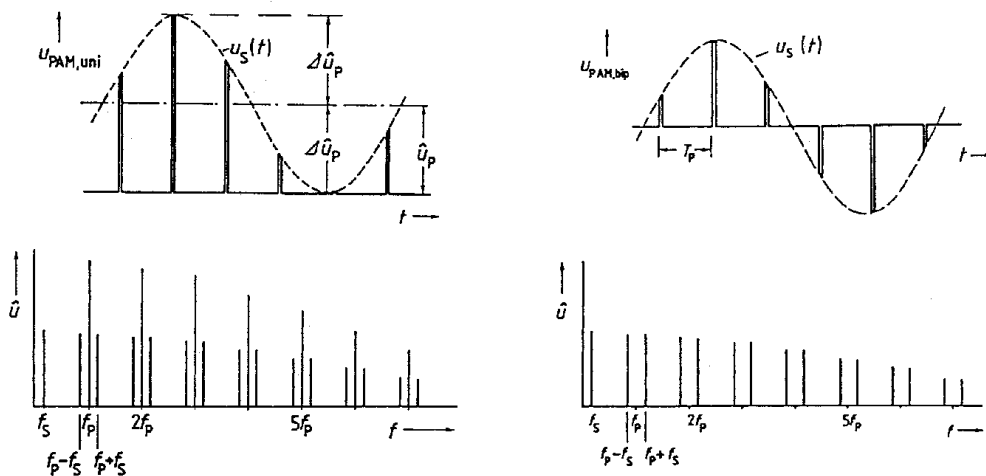 u_PAM,uni
u_S(t)
Δû_P
Δû_P
û_P
t
u_PAM,bip
u_S(t)
T_P
t
û
f_S
f_P
2f_P
5f_P
f
f_P-f_S
f_P+f_S
û
f_S
f_P
2f_P
5f_P
f
f_P-f_S
f_P+f_S